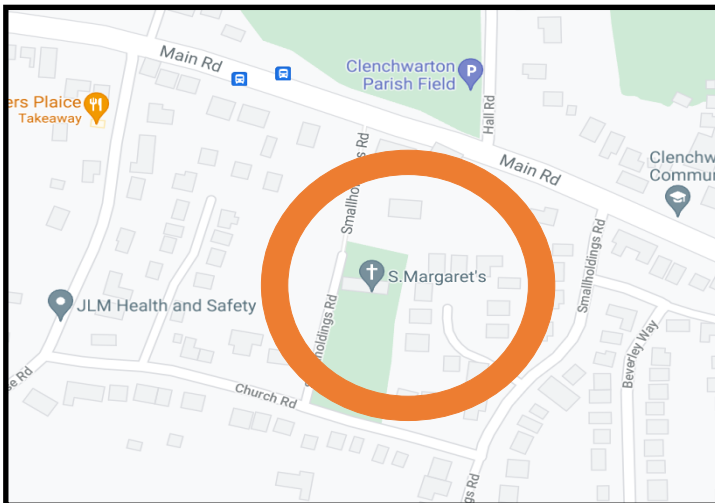 Main Rd
Clenchwarton
Parish Field
P
ers Plaice
Takeaway
Hall Rd
Smallholdings Rd
Main Rd
Clenchw
Commu
S.Margaret's
Smallholdings Rd
JLM Health and Safety
holdings Rd
Beverley Way
se Rd
Church Rd
gs Rd